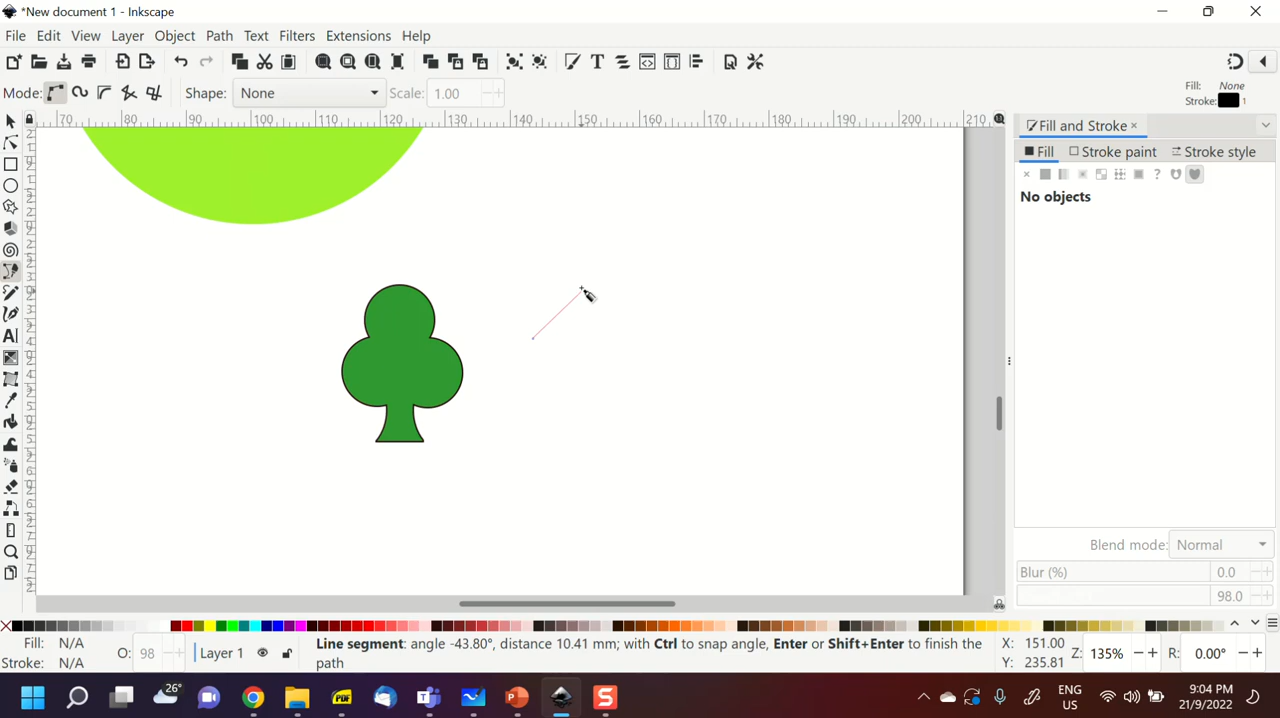 *New document 1 - Inkscape
File Edit View Layer Object Path Text Filters Extensions Help
Mode: Shape: None Scale: 1.00
Fill: None
Stroke: 1
70 80 90 100 110 120 130 140 150 160 170 180 190 200 210
Fill and Stroke
Fill Stroke paint Stroke style
No objects
Blend mode: Normal
Blur (%) 0.0
98.0
Fill: N/A
Stroke: N/A
O: 98
Layer 1
Line segment: angle -43.80°, distance 10.41 mm; with Ctrl to snap angle, Enter or Shift+Enter to finish the
path
X: 151.00
Y: 235.81
Z: 135%
R: 0.00°
26°
ENG
US
9:04 PM
21/9/2022